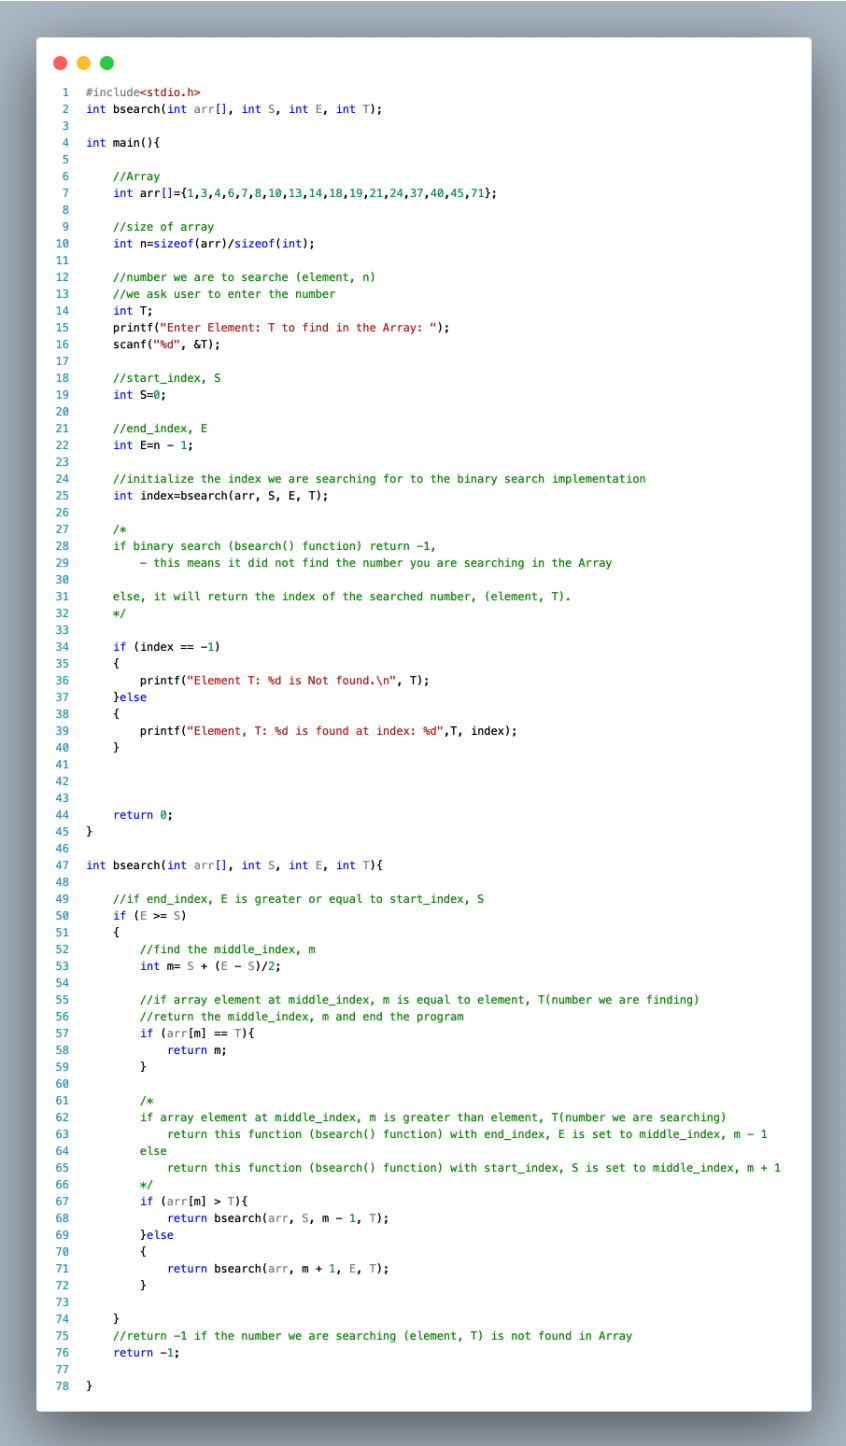 1 #include<stdio.h>
2 int bsearch(int arr[], int S, int E, int T);
3
4 int main(){
5
6     //Array
7     int arr[]={1,3,4,6,7,8,10,13,14,18,19,21,24,37,40,45,71};
8
9     //size of array
10     int n=sizeof(arr)/sizeof(int);
11
12     //number we are to searche (element, n)
13     //we ask user to enter the number
14     int T;
15     printf("Enter Element: T to find in the Array: ");
16     scanf("%d", &T);
17
18     //start_index, S
19     int S=0;
20
21     //end_index, E
22     int E=n - 1;
23
24     //initialize the index we are searching for to the binary search implementation
25     int index=bsearch(arr, S, E, T);
26
27     /*
28     if binary search (bsearch() function) return -1,
29         - this means it did not find the number you are searching in the Array
30
31     else, it will return the index of the searched number, (element, T).
32     */
33
34     if (index == -1)
35     {
36         printf("Element T: %d is Not found.\n", T);
37     }else
38     {
39         printf("Element, T: %d is found at index: %d",T, index);
40     }
41
42
43
44     return 0;
45 }
46
47 int bsearch(int arr[], int S, int E, int T){
48
49     //if end_index, E is greater or equal to start_index, S
50     if (E >= S)
51     {
52         //find the middle_index, m
53         int m= S + (E - S)/2;
54
55         //if array element at middle_index, m is equal to element, T(number we are finding)
56         //return the middle_index, m and end the program
57         if (arr[m] == T){
58             return m;
59         }
60
61         /*
62         if array element at middle_index, m is greater than element, T(number we are searching)
63             return this function (bsearch() function) with end_index, E is set to middle_index, m - 1
64         else
65             return this function (bsearch() function) with start_index, S is set to middle_index, m + 1
66         */
67         if (arr[m] > T){
68             return bsearch(arr, S, m - 1, T);
69         }else
70         {
71             return bsearch(arr, m + 1, E, T);
72         }
73
74     }
75     //return -1 if the number we are searching (element, T) is not found in Array
76     return -1;
77
78 }